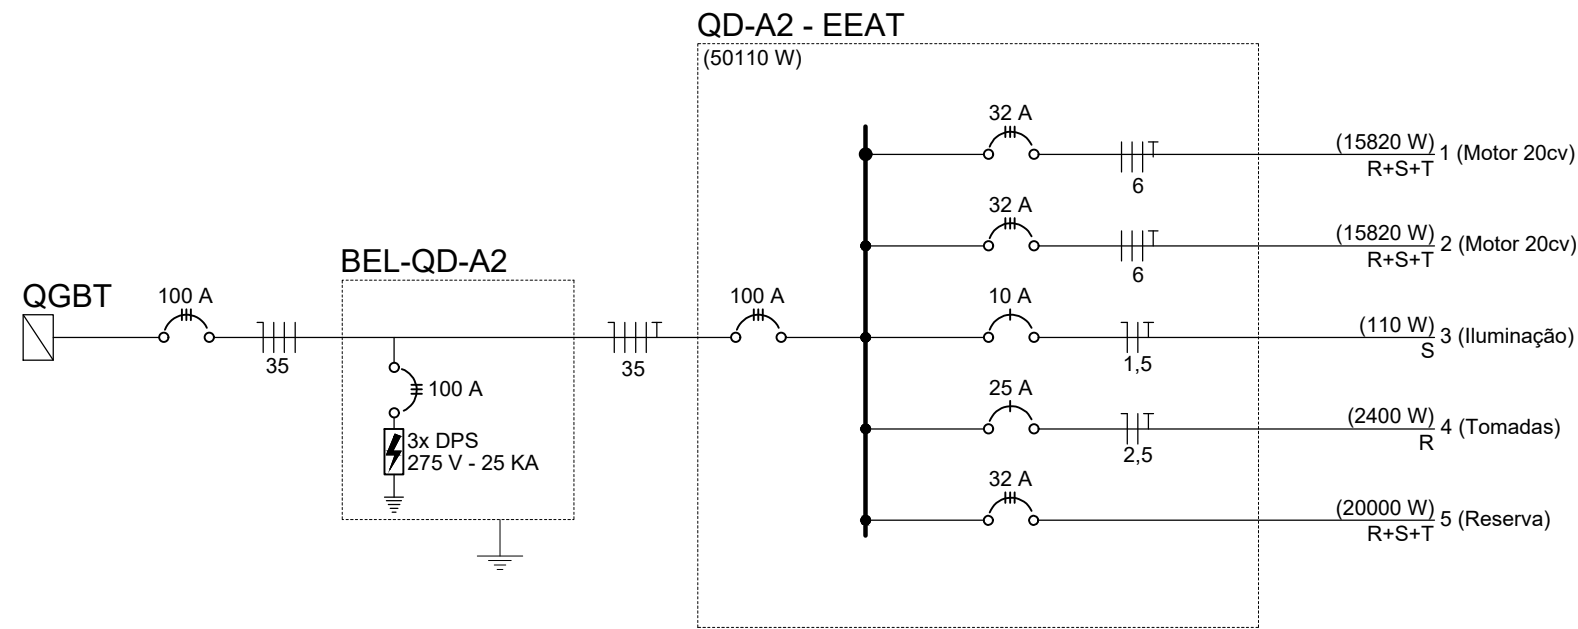 QD-A2 - EEAT
(50110 W)
32 A
(15820 W)
1 (Motor 20cv)
R+S+T
6
32 A
(15820 W)
2 (Motor 20cv)
R+S+T
6
BEL-QD-A2
QGBT
100 A
35
100 A
3x DPS
275 V - 25 KA
35
100 A
10 A
(110 W)
3 (Iluminação)
S
1,5
25 A
(2400 W)
4 (Tomadas)
R
2,5
32 A
(20000 W)
5 (Reserva)
R+S+T